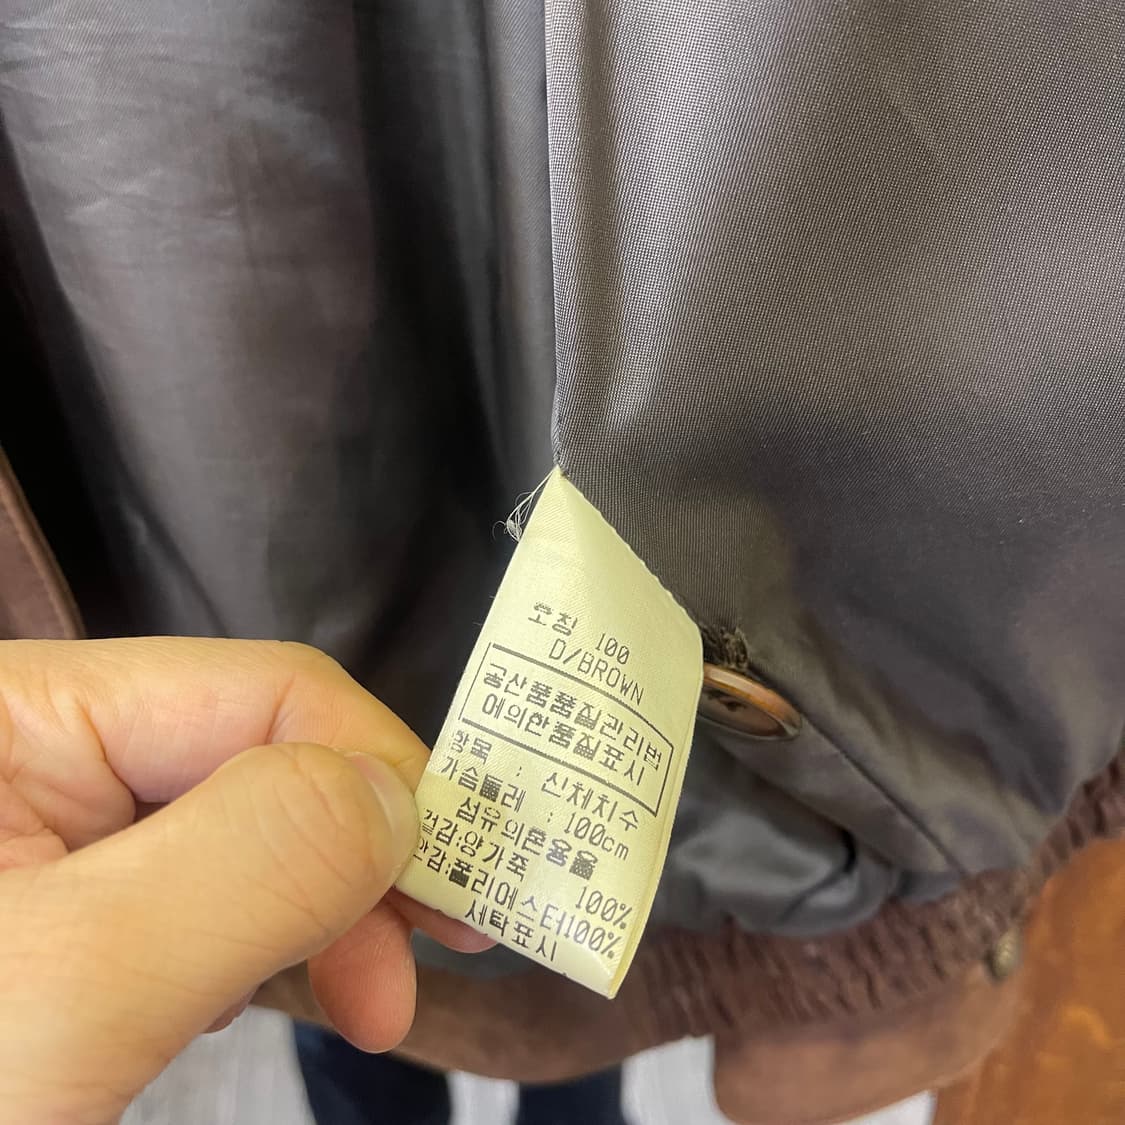 호칭 100
D/BROWN
공산품품질관리법
에의한품질표시
항목 : 신체치수
가슴둘레 : 100cm
섬유의혼용율
겉감:양가죽 100%
안감:폴리에스터100%
세탁표시